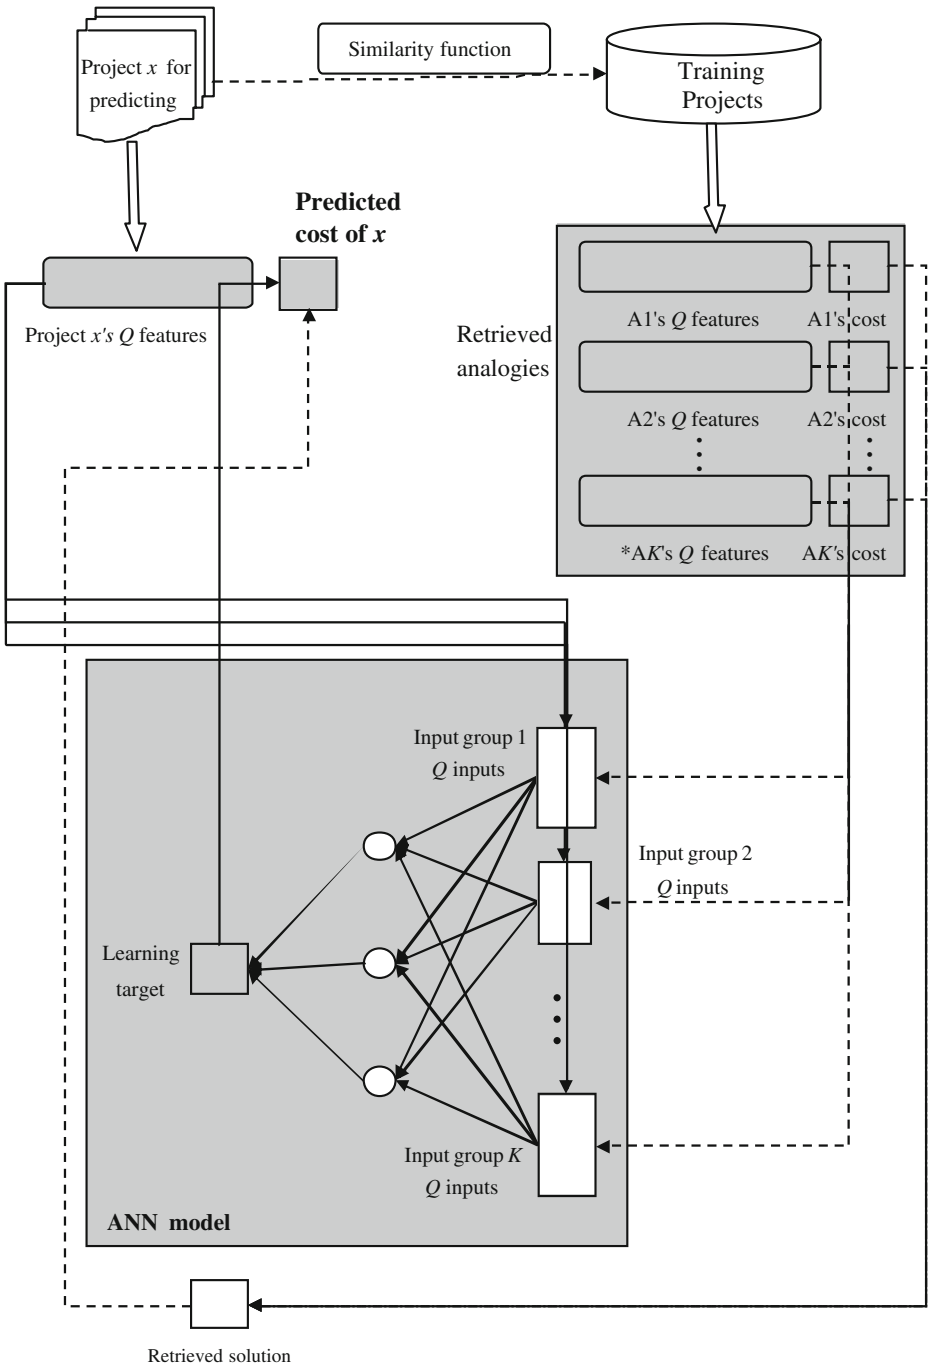 Project x for
predicting
Similarity function
Training
Projects
Predicted
cost of x
Project x's Q features
Retrieved
analogies
A1's Q features
A1's cost
A2's Q features
A2's cost
*AK's Q features
AK's cost
Input group 1
Q inputs
Input group 2
Q inputs
Learning
target
Input group K
Q inputs
ANN model
Retrieved solution